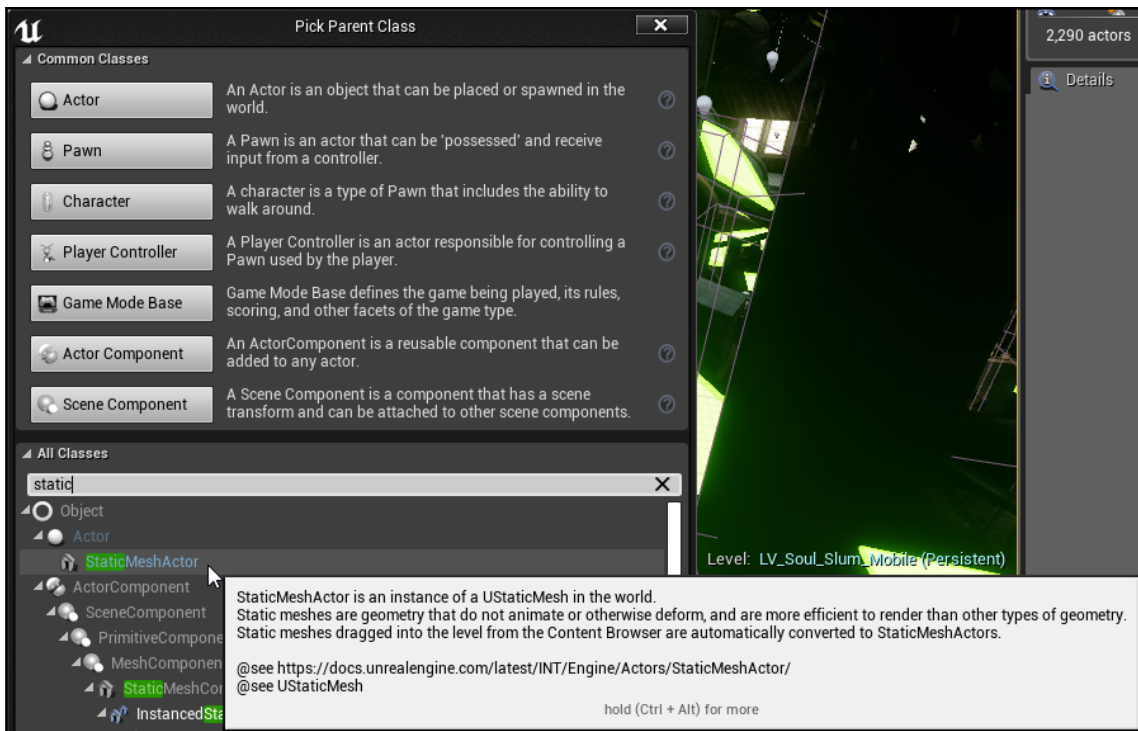 Pick Parent Class
2,290 actors
Details
Common Classes
Actor
An Actor is an object that can be placed or spawned in the
world.
Pawn
A Pawn is an actor that can be 'possessed' and receive
input from a controller.
Character
A character is a type of Pawn that includes the ability to
walk around.
Player Controller
A Player Controller is an actor responsible for controlling a
Pawn used by the player.
Game Mode Base
Game Mode Base defines the game being played, its rules,
scoring, and other facets of the game type.
Actor Component
An ActorComponent is a reusable component that can be
added to any actor.
Scene Component
A Scene Component is a component that has a scene
transform and can be attached to other scene components.
All Classes
static
Object
Actor
StaticMeshActor
Level: LV_Soul_Slum_Mobile (Persistent)
ActorComponent
SceneComponent
PrimitiveCompone
MeshComponen
StaticMeshCo
InstancedSta
StaticMeshActor is an instance of a UStaticMesh in the world.
Static meshes are geometry that do not animate or otherwise deform, and are more efficient to render than other types of geometry.
Static meshes dragged into the level from the Content Browser are automatically converted to StaticMeshActors.
@see https://docs.unrealengine.com/latest/INT/Engine/Actors/StaticMeshActor/
@see UStaticMesh
hold (Ctrl + Alt) for more